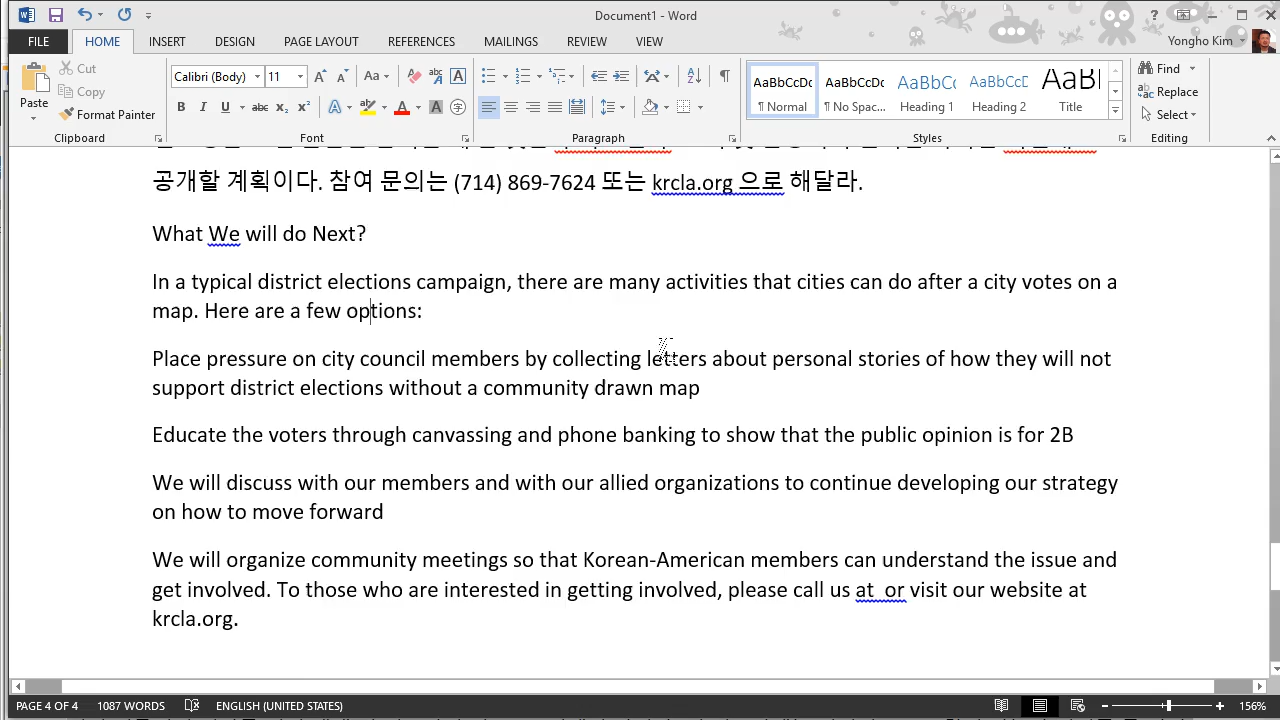 Document1 - Word
Yongho Kim
FILE
HOME
INSERT
DESIGN
PAGE LAYOUT
REFERENCES
MAILINGS
REVIEW
VIEW
Paste
Cut
Copy
Format Painter
Clipboard
Calibri (Body)
11
Font
Paragraph
AaBbCcDc
¶ Normal
AaBbCcDc
¶ No Spac...
AaBbCc
Heading 1
AaBbCcD
Heading 2
AaB
Title
Styles
Find
Replace
Select
Editing
공개할 계획이다. 참여 문의는 (714) 869-7624 또는 krcla.org 으로 해달라.
What We will do Next?
In a typical district elections campaign, there are many activities that cities can do after a city votes on a
map. Here are a few options:
Place pressure on city council members by collecting letters about personal stories of how they will not
support district elections without a community drawn map
Educate the voters through canvassing and phone banking to show that the public opinion is for 2B
We will discuss with our members and with our allied organizations to continue developing our strategy
on how to move forward
We will organize community meetings so that Korean-American members can understand the issue and
get involved. To those who are interested in getting involved, please call us at  or visit our website at
krcla.org.
PAGE 4 OF 4
1087 WORDS
ENGLISH (UNITED STATES)
156%